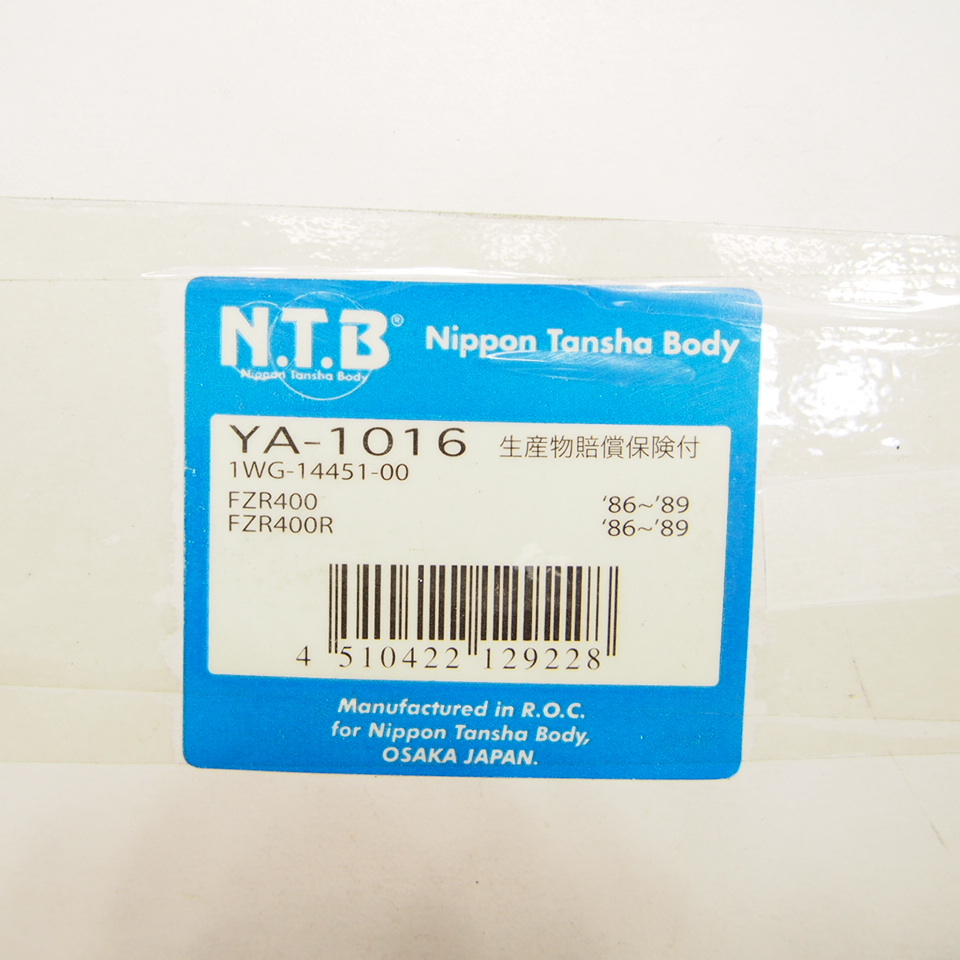 N.T.B®
Nippon Tansha Body
Nippon Tansha Body
YA-1016 生産物賠償保険付
1WG-14451-00
FZR400 '86~'89
FZR400R '86~'89
4 510422 129228
Manufactured in R.O.C.
for Nippon Tansha Body,
OSAKA JAPAN.